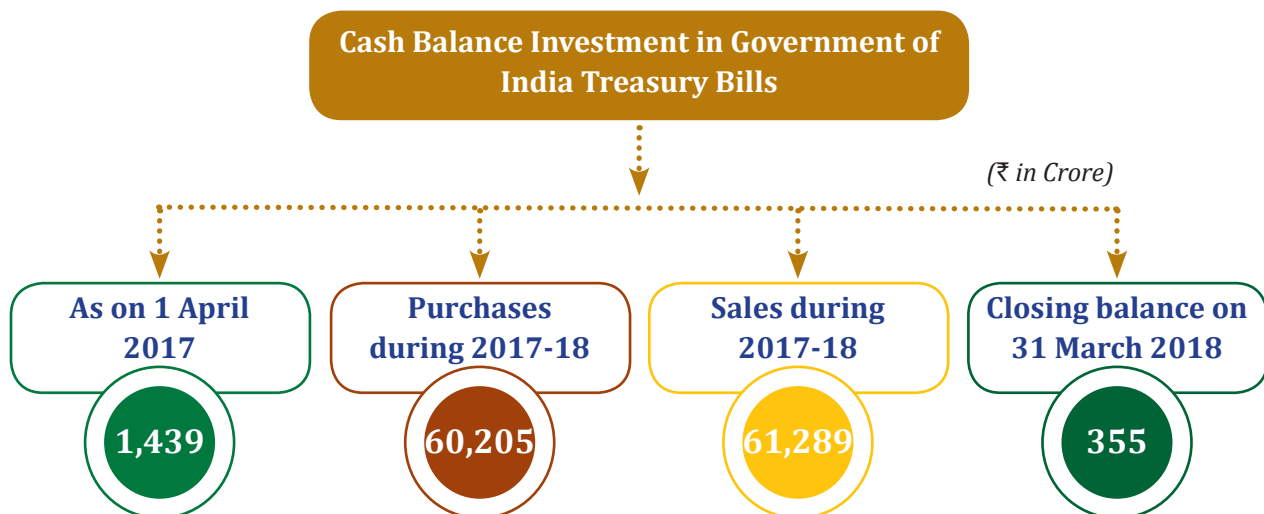 Cash Balance Investment in Government of
India Treasury Bills
(₹ in Crore)
As on 1 April
2017
1,439
Purchases
during 2017-18
60,205
Sales during
2017-18
61,289
Closing balance on
31 March 2018
355